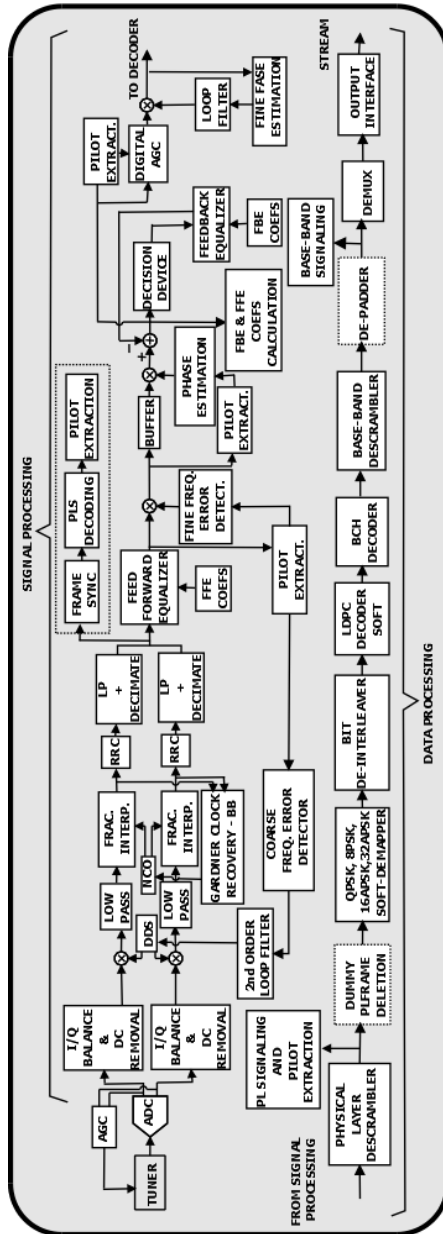 SIGNAL PROCESSING
TUNER
AGC
ADC
I/Q
BALANCE
& DC
REMOVAL
I/Q
BALANCE
& DC
REMOVAL
DDS
LOW
PASS
LOW
PASS
NCO
FRAC.
INTERP.
FRAC.
INTERP.
GARDNER CLOCK
RECOVERY - BB
2nd ORDER
LOOP FILTER
RRC
RRC
LP
+
DECIMATE
LP
+
DECIMATE
FRAME
SYNC
PLS
DECODING
PILOT
EXTRACTION
FEED
FORWARD
EQUALIZER
FFE
COEFS
COARSE
FREQ. ERROR
DETECTOR
FINE FREQ.
ERROR
DETECT.
PILOT
EXTRACT.
BUFFER
PHASE
ESTIMATION
PILOT
EXTRACT.
+
−
DECISION
DEVICE
FBE & FFE
COEFS
CALCULATION
FEEDBACK
EQUALIZER
FBE
COEFS
PILOT
EXTRACT.
DIGITAL
AGC
TO DECODER
LOOP
FILTER
FINE FASE
ESTIMATION
FROM SIGNAL
PROCESSING
PHYSICAL
LAYER
DESCRAMBLER
PL SIGNALING
AND
PILOT
EXTRACTION
DUMMY
PLFRAME
DELETION
QPSK, 8PSK,
16APSK,32APSK
SOFT-DEMAPPER
BIT
DE-INTERLEAVER
LDPC
DECODER
SOFT
BCH
DECODER
BASE-BAND
DESCRAMBLER
DE-PADDER
BASE-BAND
SIGNALING
DEMUX
OUTPUT
INTERFACE
STREAM
DATA PROCESSING